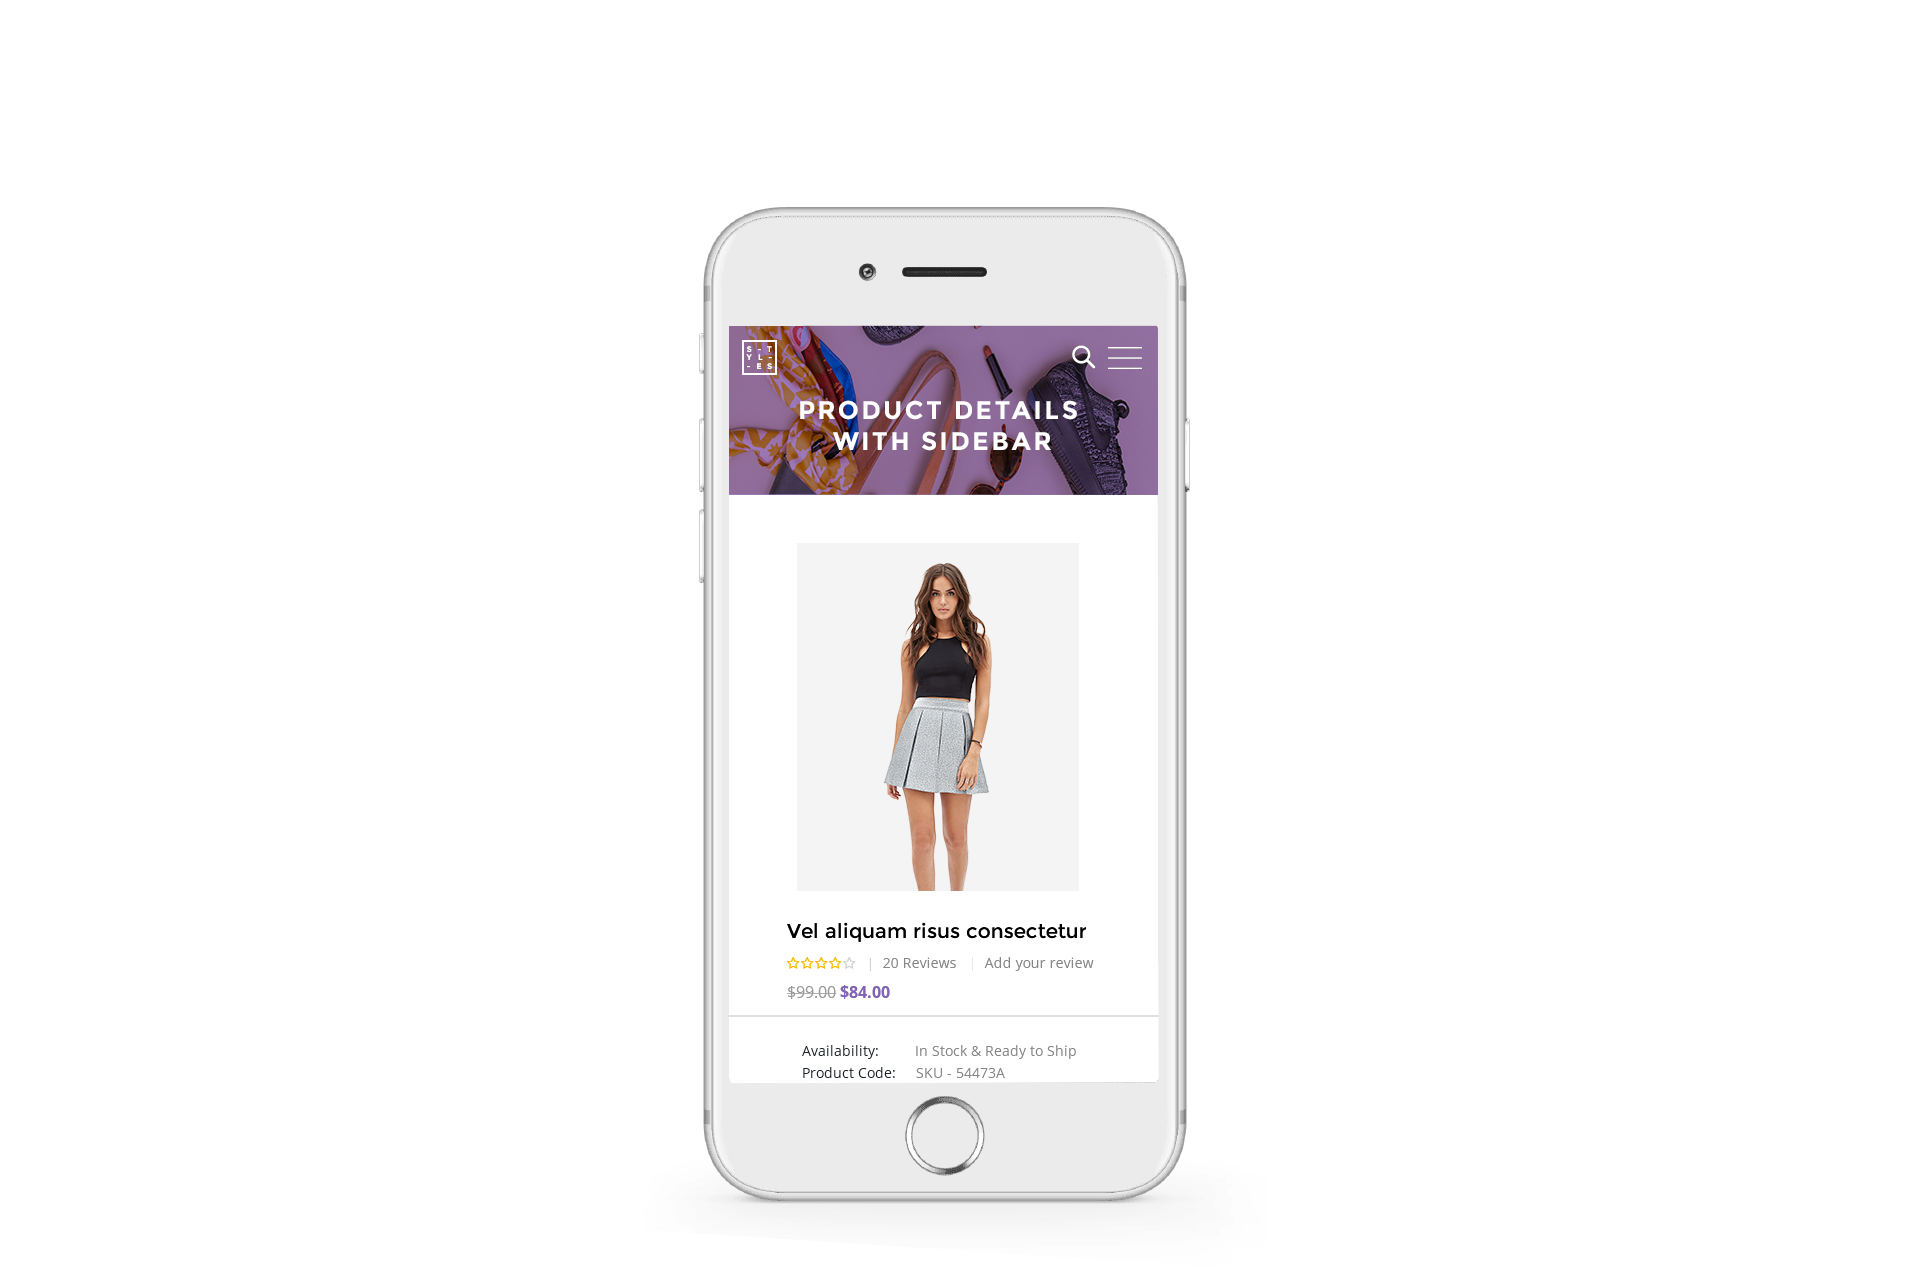 S - T
Y L -
- E S
PRODUCT DETAILS
WITH SIDEBAR
Vel aliquam risus consectetur
| 20 Reviews | Add your review
$99.00 $84.00
Availability: In Stock & Ready to Ship
Product Code: SKU - 54473A